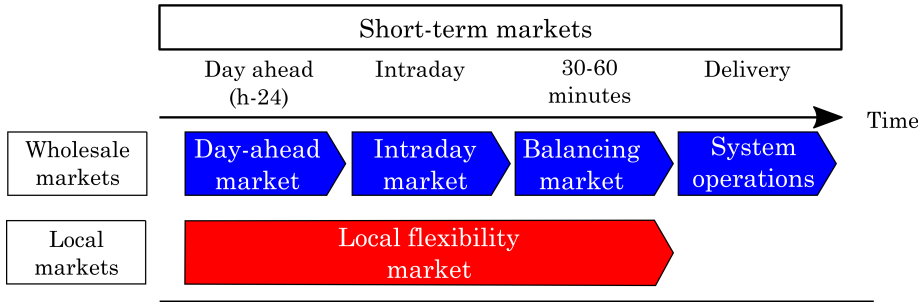 Short-term markets
Day ahead
(h-24)
Intraday
30-60
minutes
Delivery
Time
Wholesale
markets
Day-ahead
market
Intraday
market
Balancing
market
System
operations
Local
markets
Local flexibility
market